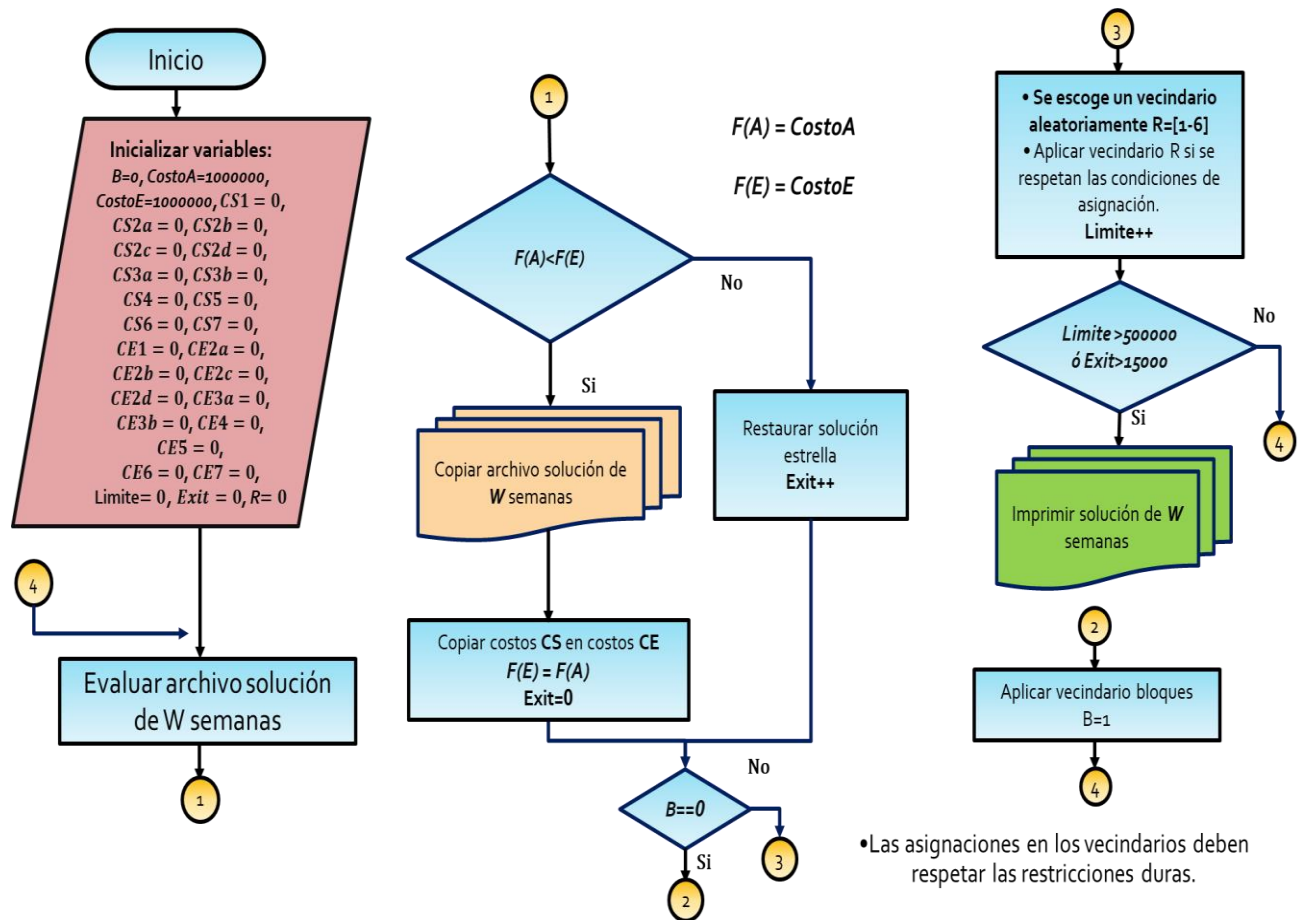 Inicio
Inicializar variables:
B=0, CostoA=1000000,
CostoE=1000000, CS1 = 0,
CS2a = 0, CS2b = 0,
CS2c = 0, CS2d = 0,
CS3a = 0, CS3b = 0,
CS4 = 0, CS5 = 0,
CS6 = 0, CS7 = 0,
CE1 = 0, CE2a = 0,
CE2b = 0, CE2c = 0,
CE2d = 0, CE3a = 0,
CE3b = 0, CE4 = 0,
CE5 = 0,
CE6 = 0, CE7 = 0,
Limite= 0, Exit = 0, R= 0
4
Evaluar archivo solución
de W semanas
1
1
F(A) = CostoA
F(E) = CostoE
F(A)<F(E)
No
Si
Copiar archivo solución de
W semanas
Restaurar solución
estrella
Exit++
Copiar costos CS en costos CE
F(E) = F(A)
Exit=0
No
B==0
3
Si
2
3
• Se escoge un vecindario
aleatoriamente R=[1-6]
• Aplicar vecindario R si se
respetan las condiciones de
asignación.
Limite++
Limite >500000
ó Exit>15000
No
4
Si
Imprimir solución de W
semanas
2
Aplicar vecindario bloques
B=1
4
•Las asignaciones en los vecindarios deben
respetar las restricciones duras.